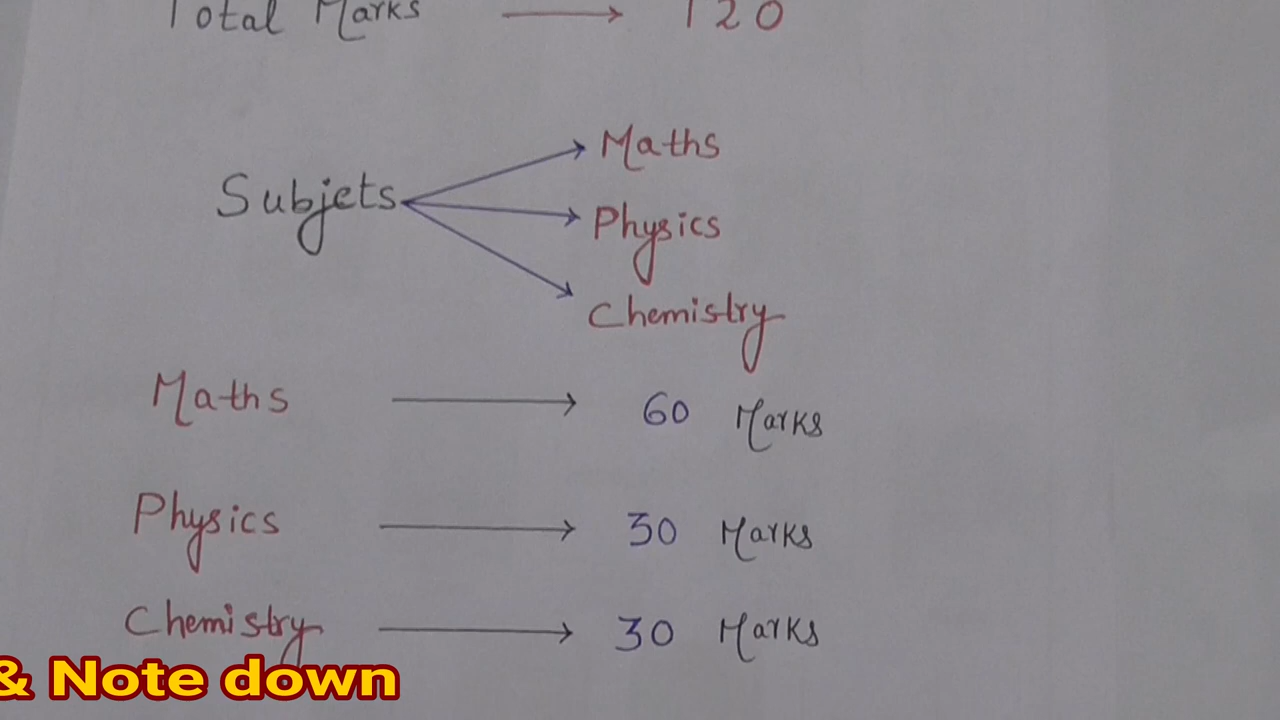 Total Marks → 120
Maths
Subjets
Physics
Chemistry
Maths → 60 Marks
Physics → 30 Marks
Chemistry → 30 Marks
& Note down